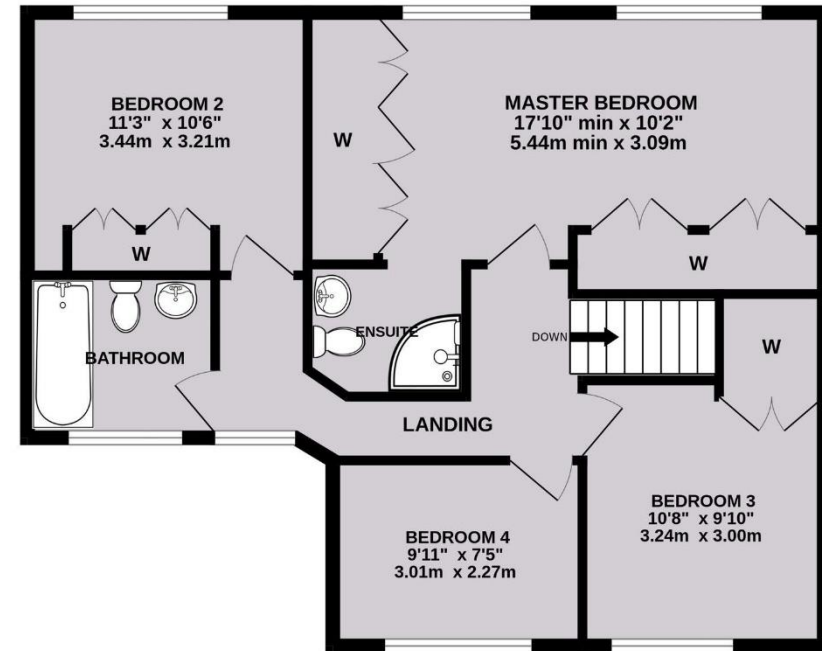 BEDROOM 2
11'3" x 10'6"
3.44m x 3.21m
W
W
MASTER BEDROOM
17'10" min x 10'2"
5.44m min x 3.09m
W
BATHROOM
ENSUITE
DOWN
W
LANDING
BEDROOM 4
9'11" x 7'5"
3.01m x 2.27m
BEDROOM 3
10'8" x 9'10"
3.24m x 3.00m